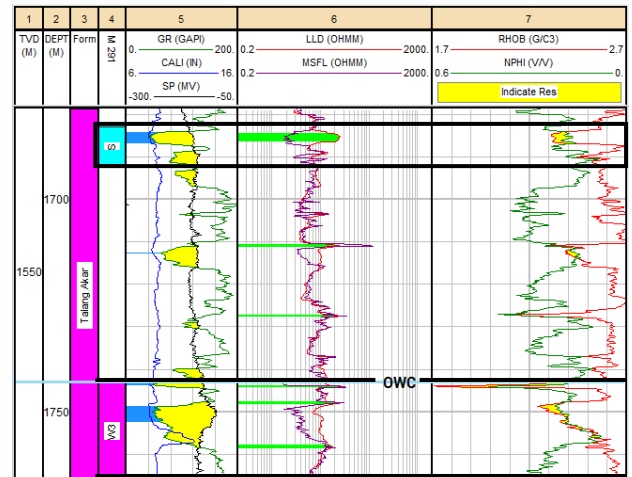 1 2 3 4 5 6 7
TVD (M)
DEPT (M)
Form
M 291
GR (GAPI)
0. 200.
CALI (IN)
6. 16.
SP (MV)
-300. -50.
LLD (OHMM)
0.2 2000.
MSFL (OHMM)
0.2 2000.
RHOB (G/C3)
1.7 2.7
NPHI (V/V)
0.6 0.
Indicate Res
S
1700
1550
Talang Akar
OWC
1750
W3